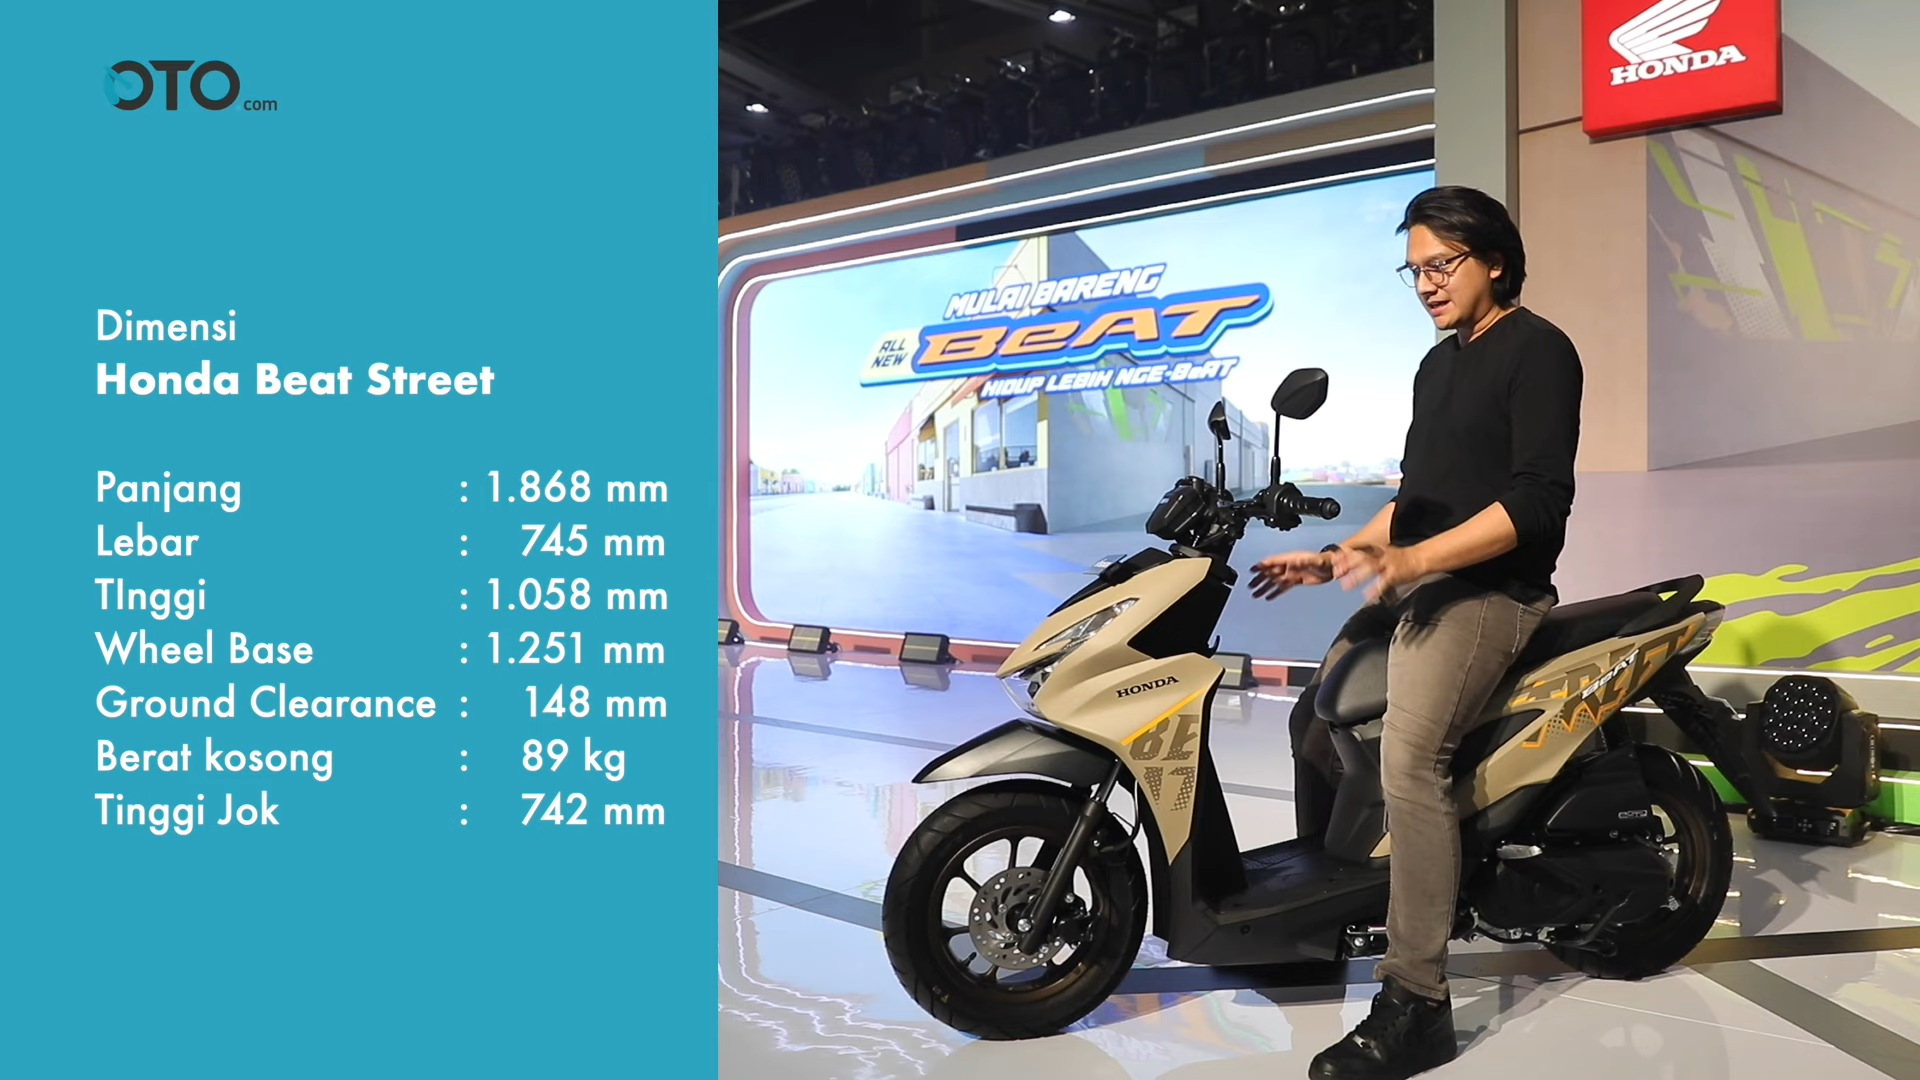 OTO.com
Dimensi
Honda Beat Street
Panjang : 1.868 mm
Lebar : 745 mm
TInggi : 1.058 mm
Wheel Base : 1.251 mm
Ground Clearance : 148 mm
Berat kosong : 89 kg
Tinggi Jok : 742 mm
HONDA
MULAI BARENG
ALL NEW BeAT
HIDUP LEBIH NGE-BeAT
HONDA
BeAT